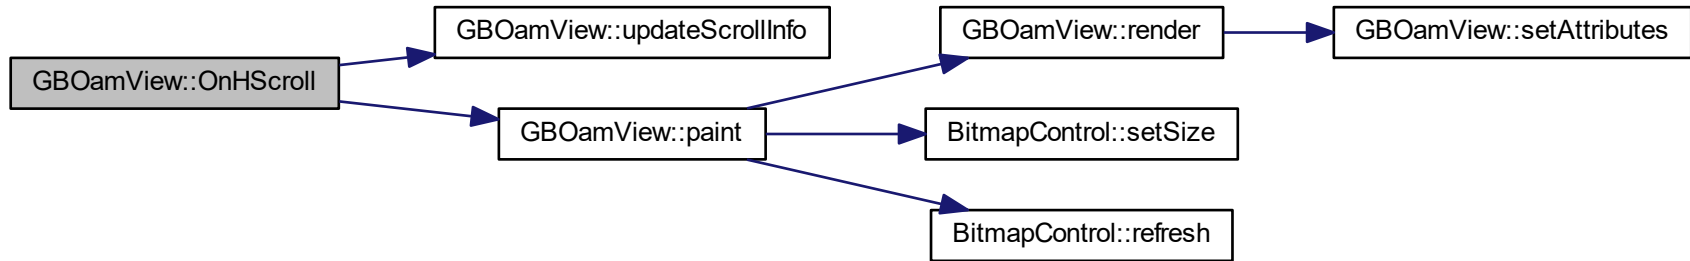 GBOamView::OnHScroll
GBOamView::updateScrollInfo
GBOamView::paint
GBOamView::render
GBOamView::setAttributes
BitmapControl::setSize
BitmapControl::refresh